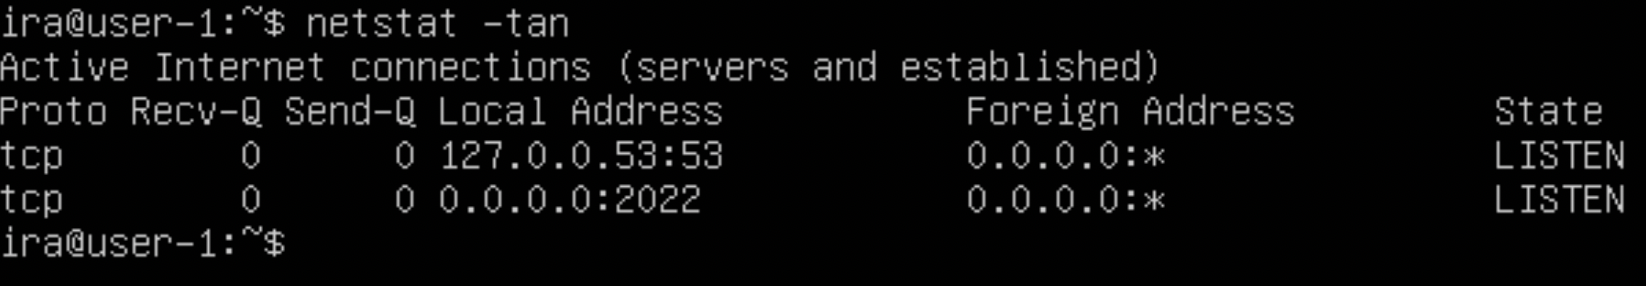 ira@user-1:~$ netstat -tan
Active Internet connections (servers and established)
Proto Recv-Q Send-Q Local Address           Foreign Address         State
tcp        0      0 127.0.0.53:53           0.0.0.0:*               LISTEN
tcp        0      0 0.0.0.0:2022            0.0.0.0:*               LISTEN
ira@user-1:~$